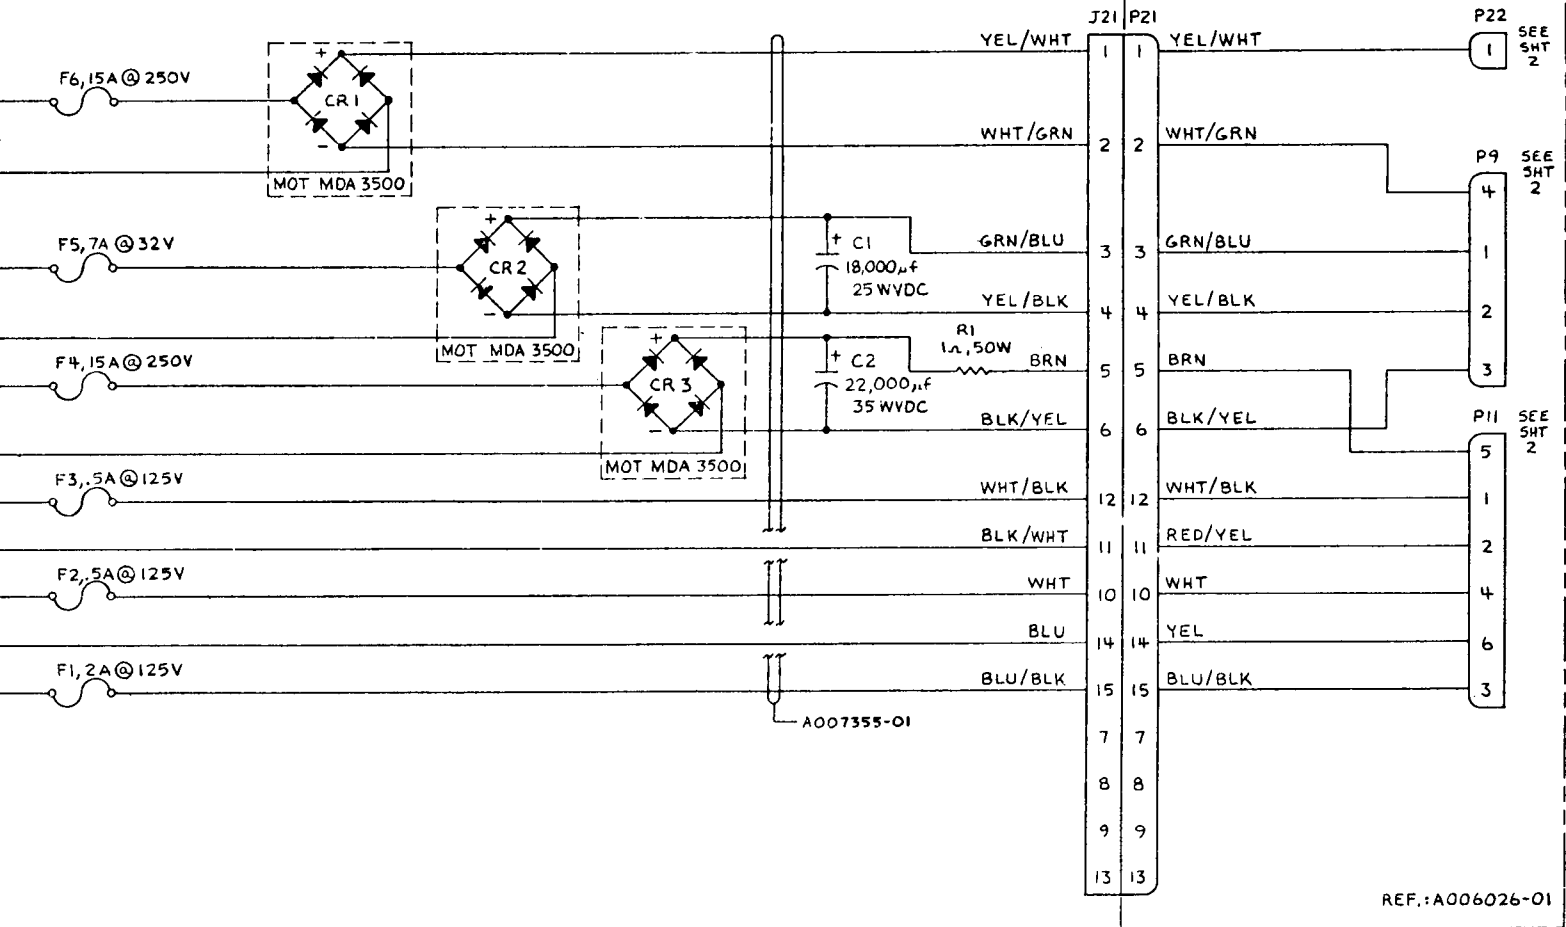 J21 P21
P22
YEL/WHT 1 1 YEL/WHT
1
SEE
SHT
2
F6, 15A @ 250V
+
CR1
-
MOT MDA 3500
WHT/GRN 2 2 WHT/GRN
P9
SEE
SHT
2
4
F5, 7A @ 32V
+
CR2
-
MOT MDA 3500
+ C1
18,000µf
25 WVDC
GRN/BLU 3 3 GRN/BLU 1
YEL/BLK 4 4 YEL/BLK 2
F4, 15A @ 250V
+
CR3
-
MOT MDA 3500
+ C2
22,000µf
35 WVDC
R1
1Ω, 50W
BRN 5 5 BRN 3
BLK/YEL 6 6 BLK/YEL
P11
SEE
SHT
2
5
F3, .5A @ 125V
WHT/BLK 12 12 WHT/BLK 1
BLK/WHT 11 11 RED/YEL 2
F2, .5A @ 125V
WHT 10 10 WHT 4
BLU 14 14 YEL 6
F1, 2A @ 125V
BLU/BLK 15 15 BLU/BLK 3
A007355-01
7 7
8 8
9 9
13 13
REF.: A006026-01